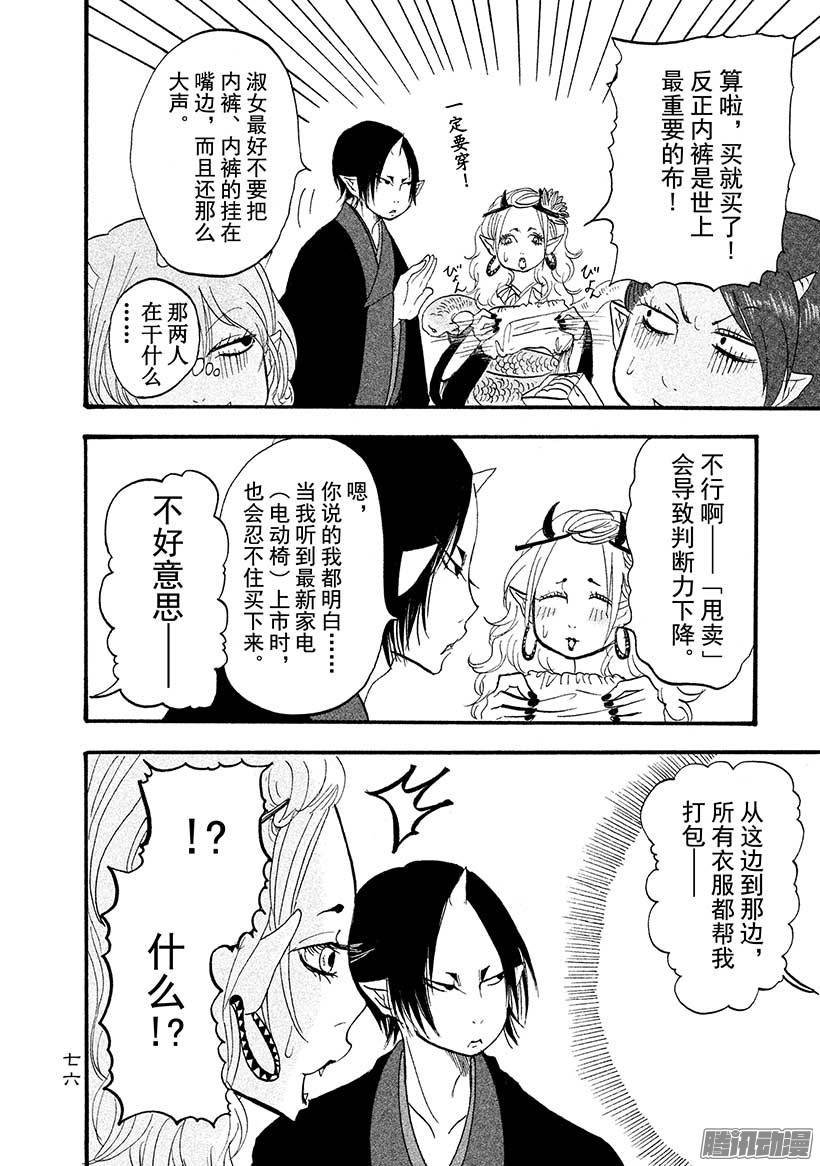 算啦，买就买了！
反正内裤是世上
最重要的布！
一定要穿！
びょん
びょん
淑女最好不要把
内裤、内裤的挂在
嘴边，而且还那么
大声。
那两人
在干什么
……
不行啊——「甩卖」
会导致判断力下降。
嗯，
你说的我都明白……
当我听到最新家电
（电动椅）上市时，
也会忍不住买下来。
不好意思——
从这边到那边，
所有衣服都帮我
打包——
！？
什么！？
七六
腾讯动漫